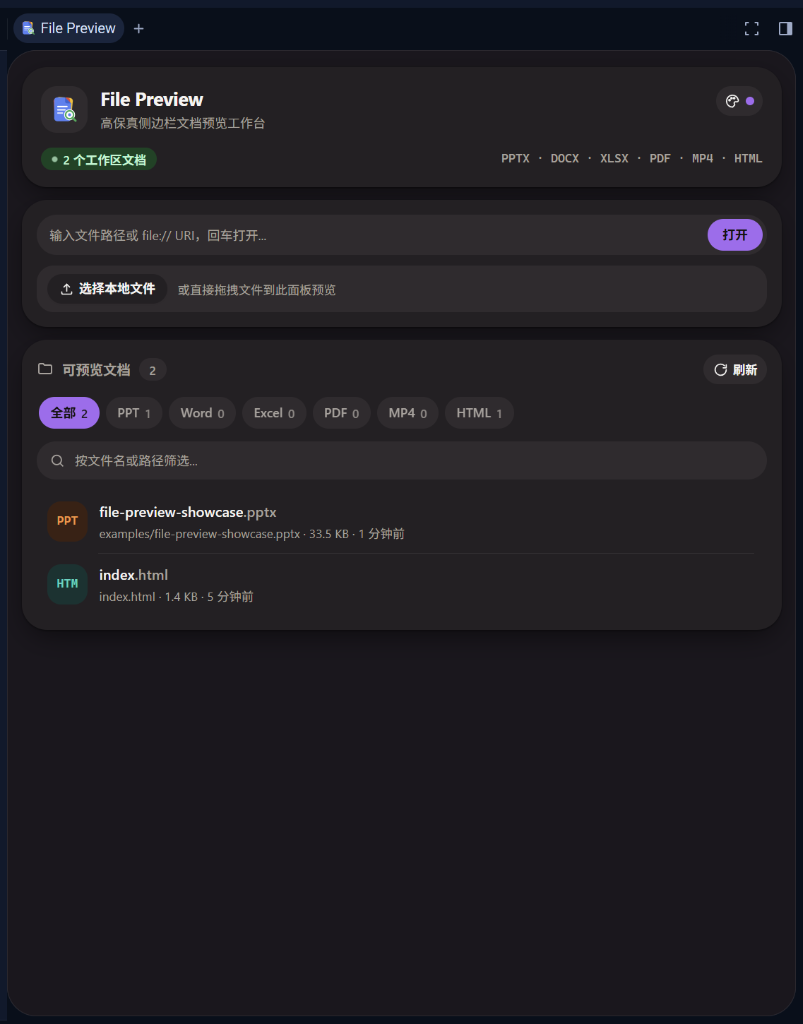 File Preview
File Preview
高保真侧边栏文档预览工作台
2 个工作区文档
PPTX · DOCX · XLSX · PDF · MP4 · HTML
输入文件路径或 file:// URI，回车打开...
打开
选择本地文件
或直接拖拽文件到此面板预览
可预览文档 2
刷新
全部 2 PPT 1 Word 0 Excel 0 PDF 0 MP4 0 HTML 1
按文件名或路径筛选...
PPT
file-preview-showcase.pptx
examples/file-preview-showcase.pptx · 33.5 KB · 1 分钟前
HTM
index.html
index.html · 1.4 KB · 5 分钟前